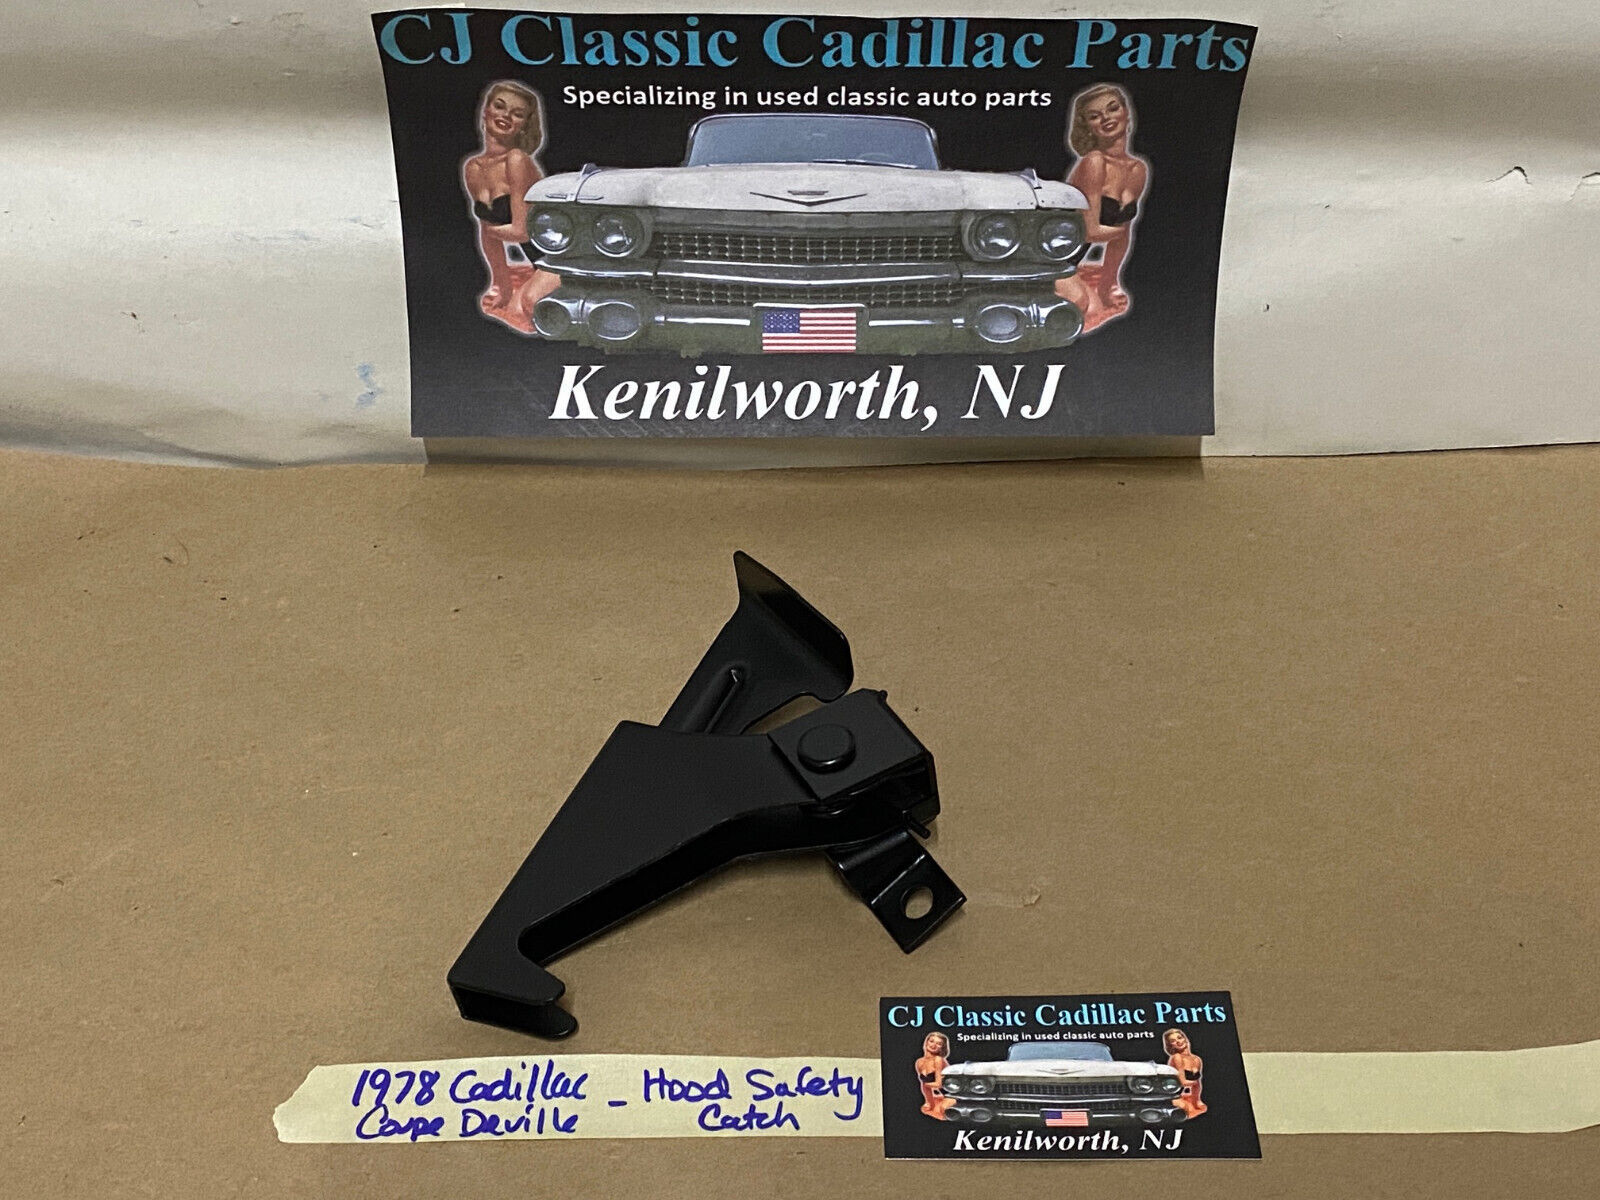 CJ Classic Cadillac Parts
Specializing in used classic auto parts
Kenilworth, NJ
1978 Cadillac
Coupe Deville - Hood Safety
Catch
CJ Classic Cadillac Parts
Specializing in used classic auto parts
Kenilworth, NJ